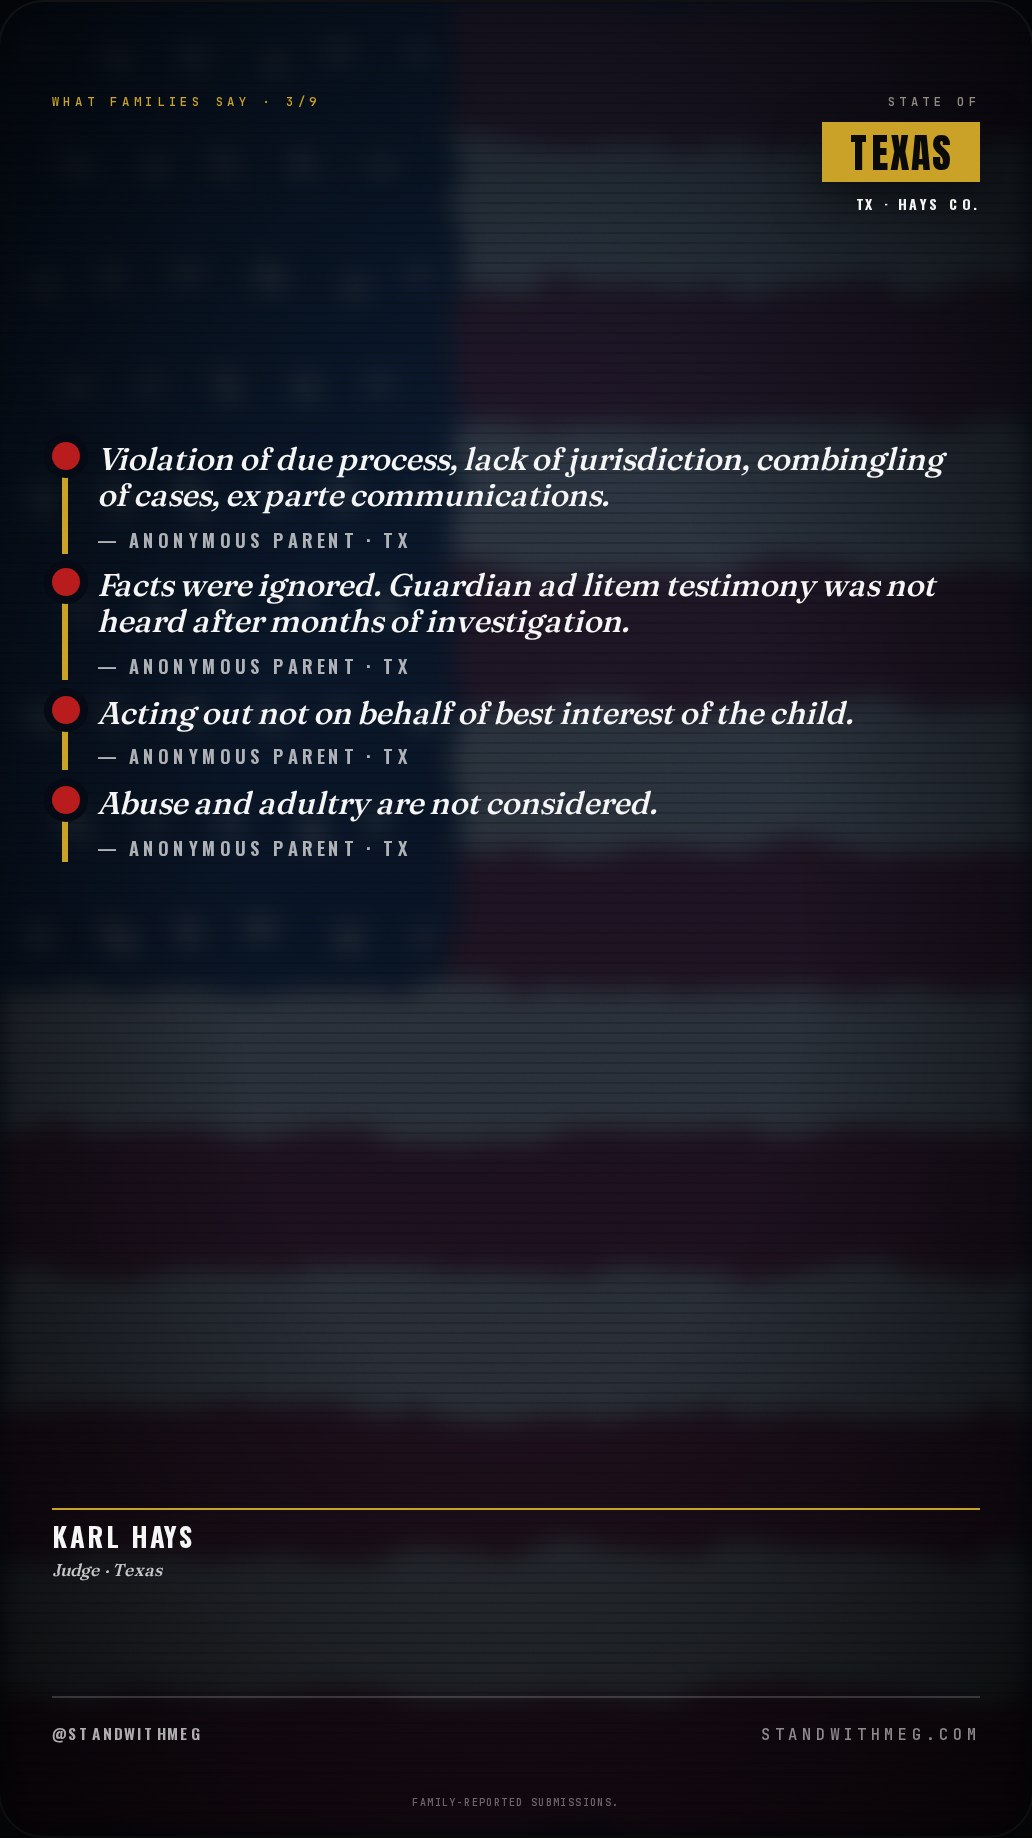 WHAT FAMILIES SAY · 3/9
STATE OF
TEXAS
TX · HAYS CO.
Violation of due process, lack of jurisdiction, combingling
of cases, ex parte communications.
— ANONYMOUS PARENT · TX
Facts were ignored. Guardian ad litem testimony was not
heard after months of investigation.
— ANONYMOUS PARENT · TX
Acting out not on behalf of best interest of the child.
— ANONYMOUS PARENT · TX
Abuse and adultry are not considered.
— ANONYMOUS PARENT · TX
KARL HAYS
Judge · Texas
@STANDWITHMEG
STANDWITHMEG.COM
FAMILY-REPORTED SUBMISSIONS.